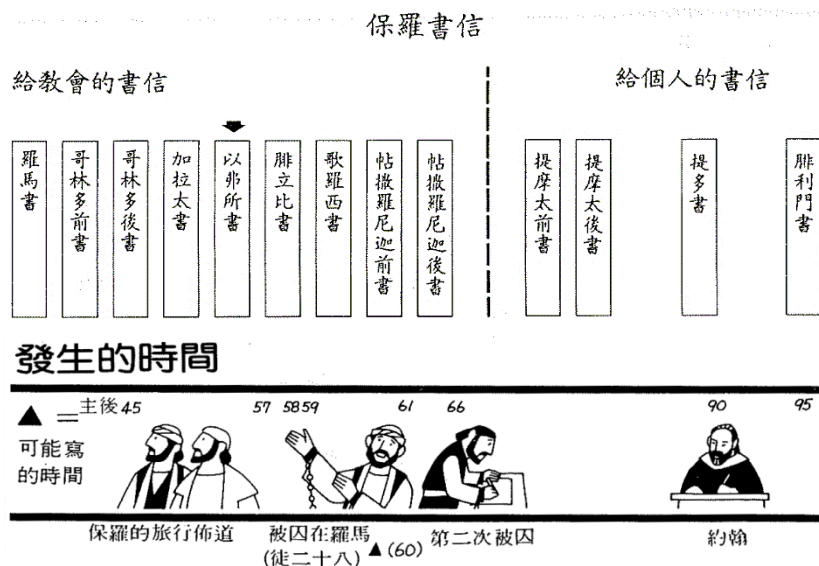 保羅書信
給教會的書信
給個人的書信
羅馬書
哥林多前書
哥林多後書
加拉太書
以弗所書
腓立比書
歌羅西書
帖撒羅尼迦前書
帖撒羅尼迦後書
提摩太前書
提摩太後書
提多書
腓利門書
發生的時間
▲ = 主後 45 57 58 59 61 66 90 95
可能寫
的時間
保羅的旅行佈道
被囚在羅馬
(徒二十八) ▲ (60)
第二次被囚
約翰